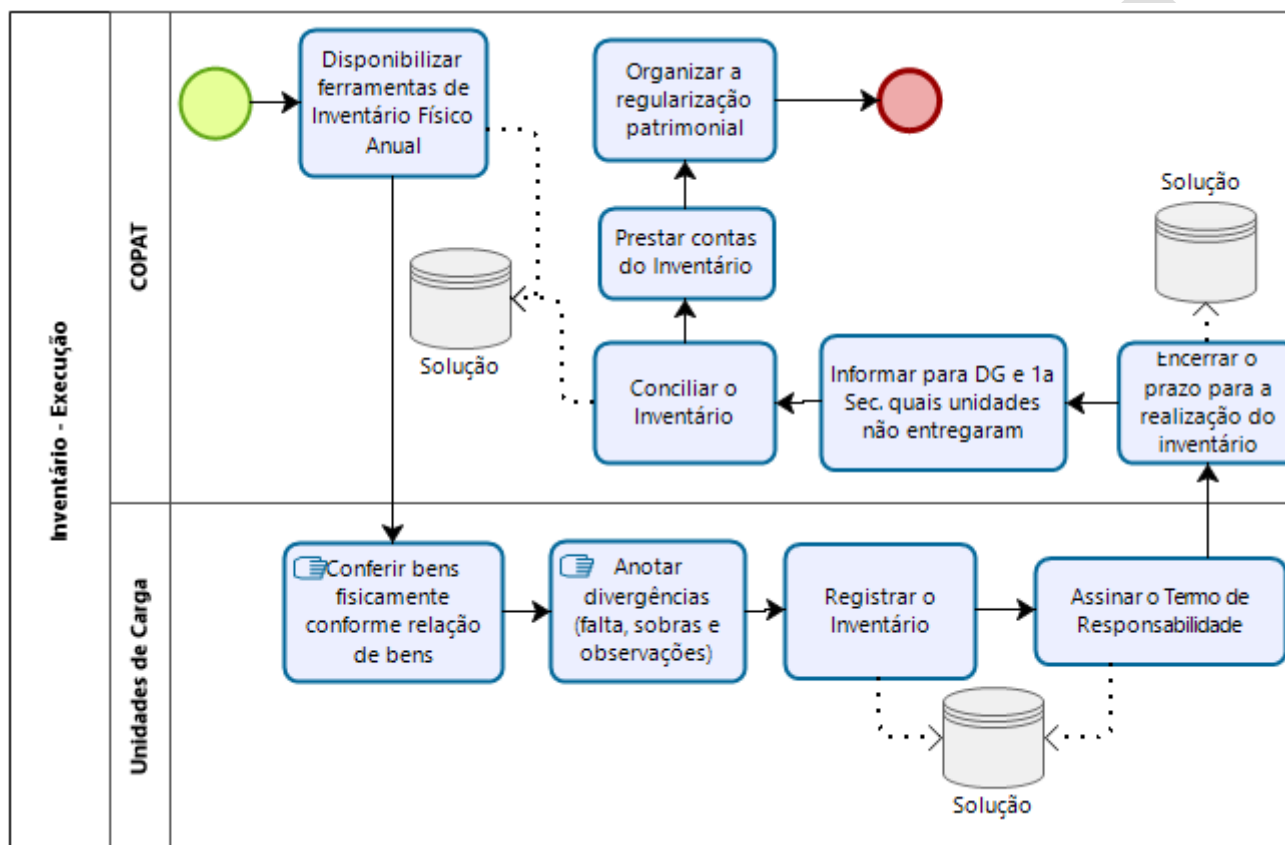 Inventário - Execução
COPAT
Disponibilizar
ferramentas de
Inventário Físico
Anual
Organizar a
regularização
patrimonial
Solução
Prestar contas
do Inventário
Solução
Conciliar o
Inventário
Informar para DG e 1a
Sec. quais unidades
não entregaram
Encerrar o
prazo para a
realização do
inventário
Unidades de Carga
Conferir bens
fisicamente
conforme relação
de bens
Anotar
divergências
(falta, sobras e
observações)
Registrar o
Inventário
Assinar o Termo de
Responsabilidade
Solução